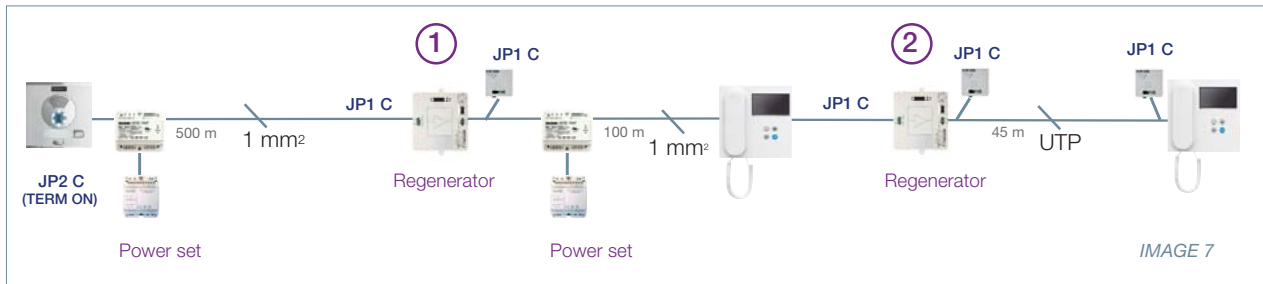 1
2
JP1 C
JP1 C
JP1 C
JP1 C
JP1 C
500 m
1 mm²
100 m
1 mm²
45 m
UTP
JP2 C
(TERM ON)
Regenerator
Regenerator
Power set
Power set
IMAGE 7